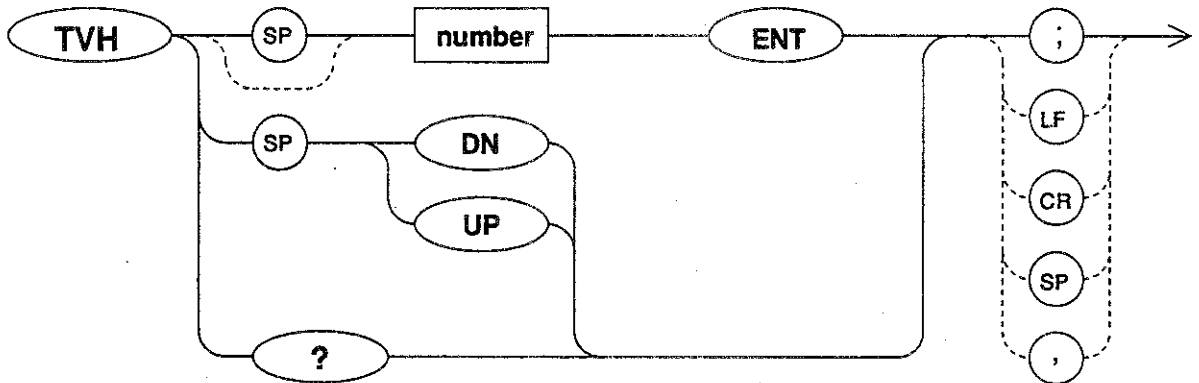 TVH SP number ENT ;
LF
SP DN
CR
UP
SP
? ,